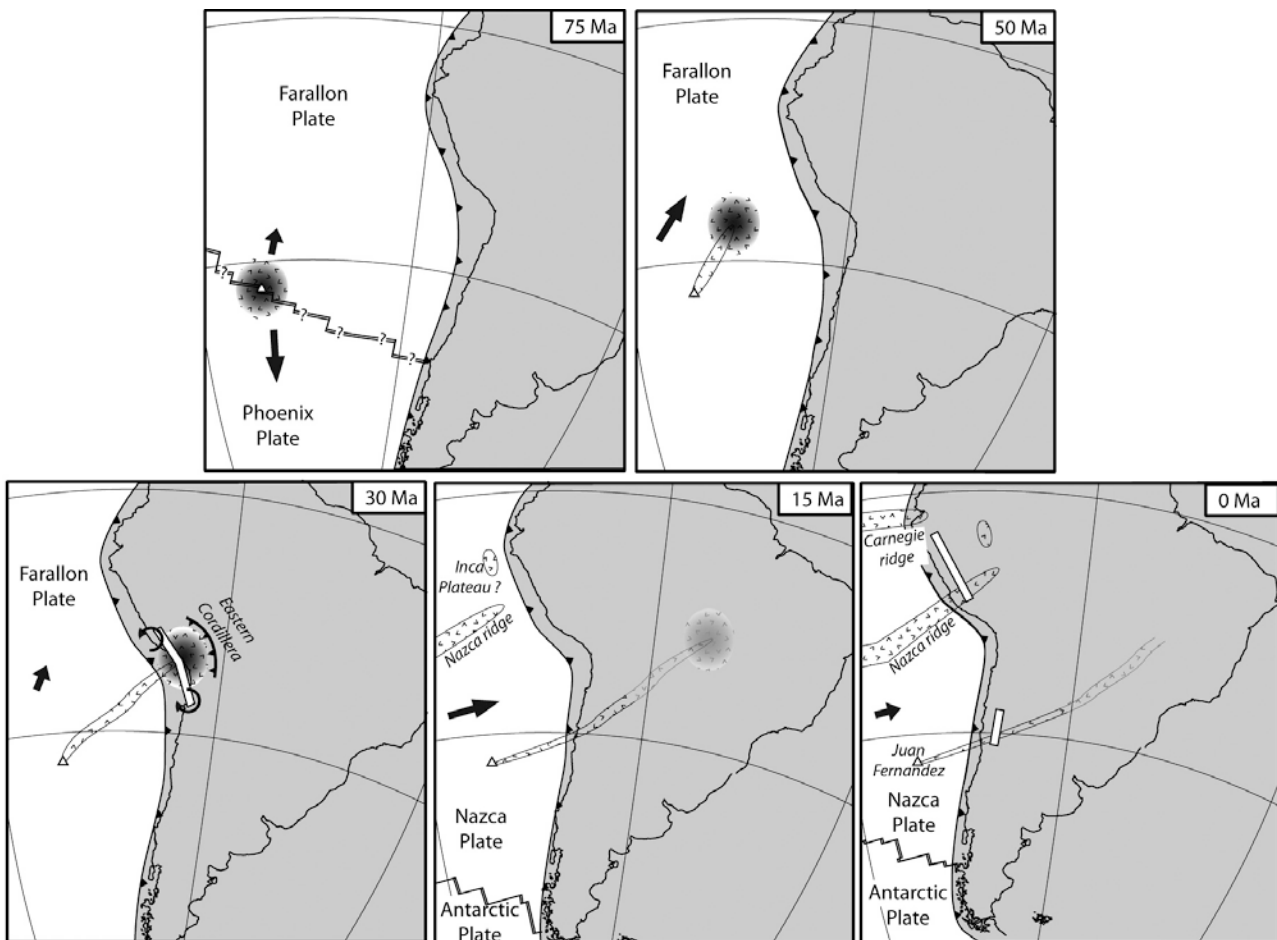 75 Ma
Farallon
Plate
?
?
?
?
?
Phoenix
Plate
50 Ma
Farallon
Plate
30 Ma
Farallon
Plate
Eastern
Cordillera
15 Ma
Inca
Plateau ?
Nazca ridge
Nazca
Plate
Antarctic
Plate
0 Ma
Carnegie
ridge
Nazca ridge
Juan
Fernandez
Nazca
Plate
Antarctic
Plate